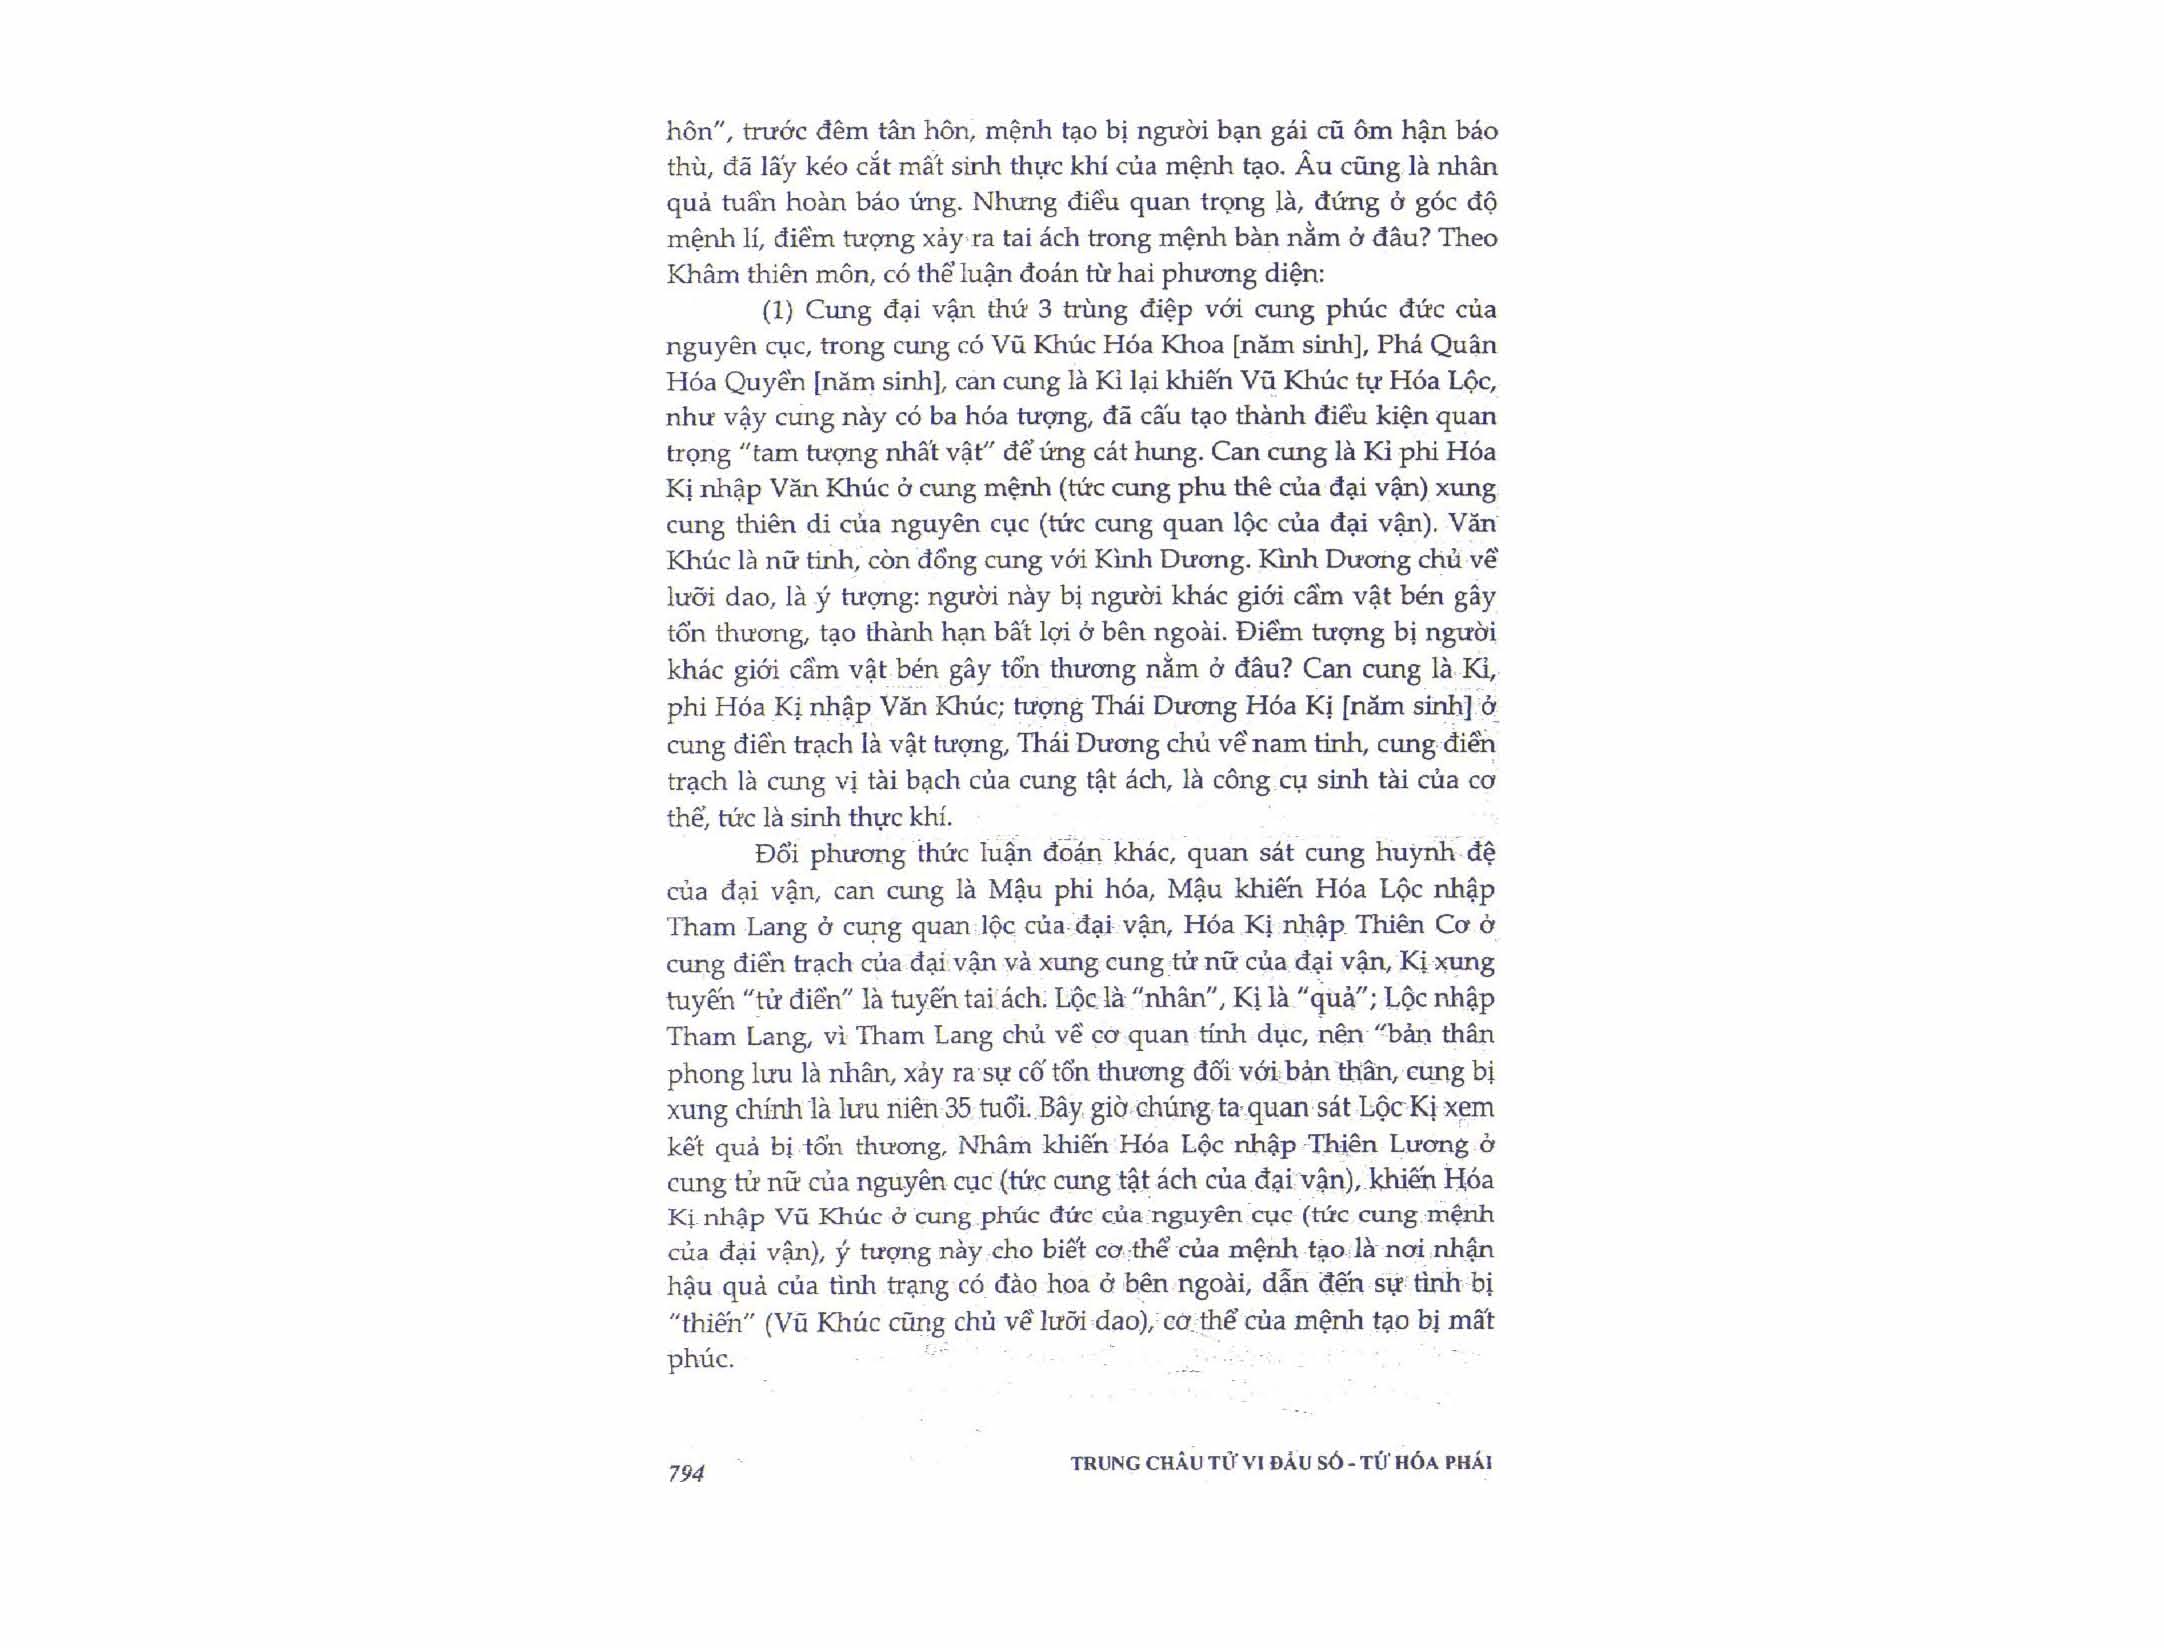 hôn", trước đêm tân hôn, mệnh tạo bị người bạn gái cũ ôm hận báo
thù, đã lấy kéo cắt mất sinh thực khí của mệnh tạo. Âu cũng là nhân
quả tuần hoàn báo ứng. Nhưng điều quan trọng là, đứng ở góc độ
mệnh lí, điềm tượng xảy ra tai ách trong mệnh bàn nằm ở đâu? Theo
Khâm thiên môn, có thể luận đoán từ hai phương diện:
(1) Cung đại vận thứ 3 trùng điệp với cung phúc đức của
nguyên cục, trong cung có Vũ Khúc Hóa Khoa [năm sinh], Phá Quân
Hóa Quyền [năm sinh], can cung là Kỉ lại khiến Vũ Khúc tự Hóa Lộc,
như vậy cung này có ba hóa tượng, đã cấu tạo thành điều kiện quan
trọng "tam tượng nhất vật" để ứng cát hung. Can cung là Kỉ phi Hóa
Kị nhập Văn Khúc ở cung mệnh (tức cung phu thê của đại vận) xung
cung thiên di của nguyên cục (tức cung quan lộc của đại vận). Văn
Khúc là nữ tinh, còn đồng cung với Kình Dương. Kình Dương chủ về
lưỡi dao, là ý tượng: người này bị người khác giới cầm vật bén gây
tổn thương, tạo thành hạn bất lợi ở bên ngoài. Điềm tượng bị người
khác giới cầm vật bén gây tổn thương nằm ở đâu? Can cung là Kỉ,
phi Hóa Kị nhập Văn Khúc; tượng Thái Dương Hóa Kị [năm sinh] ở
cung điền trạch là vật tượng, Thái Dương chủ về nam tinh, cung điền
trạch là cung vị tài bạch của cung tật ách, là công cụ sinh tài của cơ
thể, tức là sinh thực khí.
Đổi phương thức luận đoán khác, quan sát cung huynh đệ
của đại vận, can cung là Mậu phi hóa, Mậu khiến Hóa Lộc nhập
Tham Lang ở cung quan lộc của đại vận, Hóa Kị nhập Thiên Cơ ở
cung điền trạch của đại vận và xung cung tử nữ của đại vận, Kị xung
tuyến "tử điền" là tuyến tai ách. Lộc là "nhân", Kị là "quả"; Lộc nhập
Tham Lang, vì Tham Lang chủ về cơ quan tính dục, nên "bản thân
phong lưu là nhân, xảy ra sự cố tổn thương đối với bản thân, cung bị
xung chính là lưu niên 35 tuổi. Bây giờ chúng ta quan sát Lộc Kị xem
kết quả bị tổn thương, Nhâm khiến Hóa Lộc nhập Thiên Lương ở
cung tử nữ của nguyên cục (tức cung tật ách của đại vận), khiến Hóa
Kị nhập Vũ Khúc ở cung phúc đức của nguyên cục (tức cung mệnh
của đại vận), ý tượng này cho biết cơ thể của mệnh tạo là nơi nhận
hậu quả của tình trạng có đào hoa ở bên ngoài, dẫn đến sự tình bị
"thiến" (Vũ Khúc cũng chủ về lưỡi dao), cơ thể của mệnh tạo bị mất
phúc.
794
TRUNG CHÂU TỬ VI ĐẨU SỐ - TỨ HÓA PHÁI